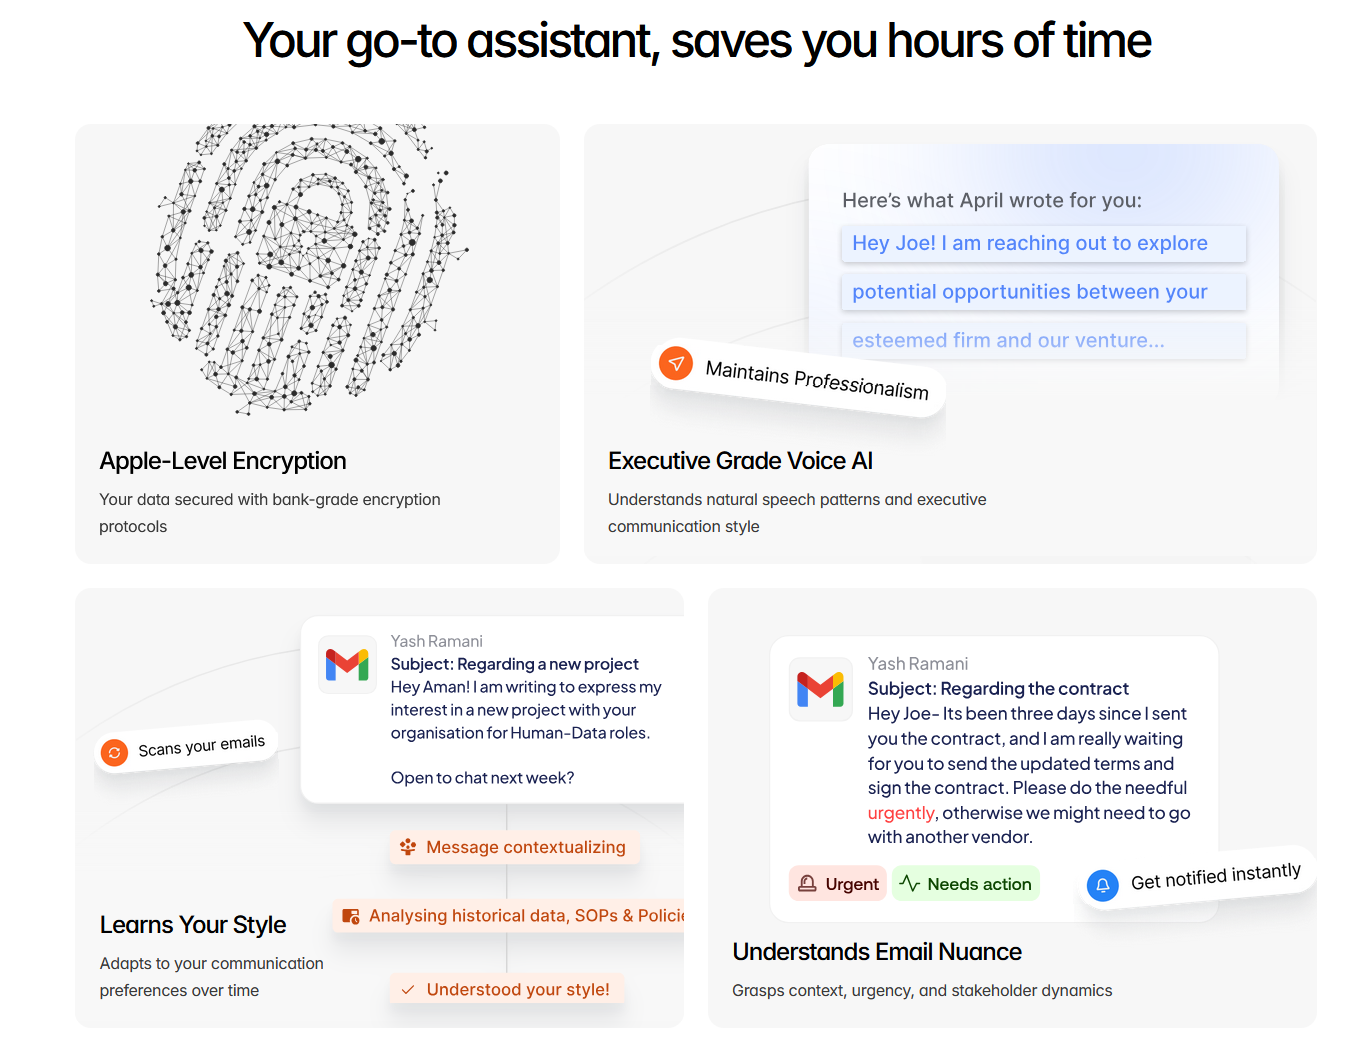 Your go-to assistant, saves you hours of time
Here's what April wrote for you:
Hey Joe! I am reaching out to explore
potential opportunities between your
esteemed firm and our venture...
Maintains Professionalism
Apple-Level Encryption
Your data secured with bank-grade encryption
protocols
Executive Grade Voice AI
Understands natural speech patterns and executive
communication style
Yash Ramani
Subject: Regarding a new project
Hey Aman! I am writing to express my
interest in a new project with your
organisation for Human-Data roles.
Open to chat next week?
Scans your emails
Message contextualizing
Analysing historical data, SOPs & Policie
Understood your style!
Learns Your Style
Adapts to your communication
preferences over time
Yash Ramani
Subject: Regarding the contract
Hey Joe- Its been three days since I sent
you the contract, and I am really waiting
for you to send the updated terms and
sign the contract. Please do the needful
urgently, otherwise we might need to go
with another vendor.
Urgent
Needs action
Get notified instantly
Understands Email Nuance
Grasps context, urgency, and stakeholder dynamics